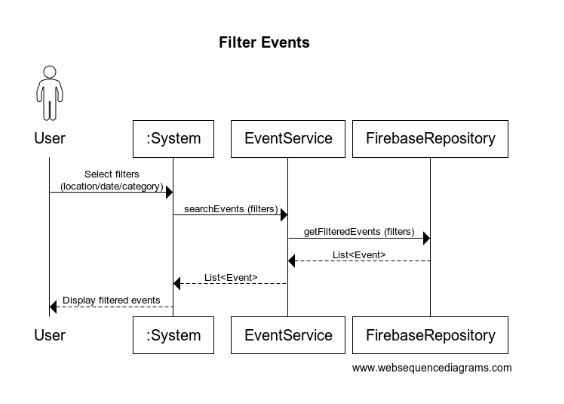 Filter Events
User
:System
EventService
FirebaseRepository
Select filters
(location/date/category)
searchEvents (filters)
getFilteredEvents (filters)
List<Event>
List<Event>
Display filtered events
User
:System
EventService
FirebaseRepository
www.websequencediagrams.com